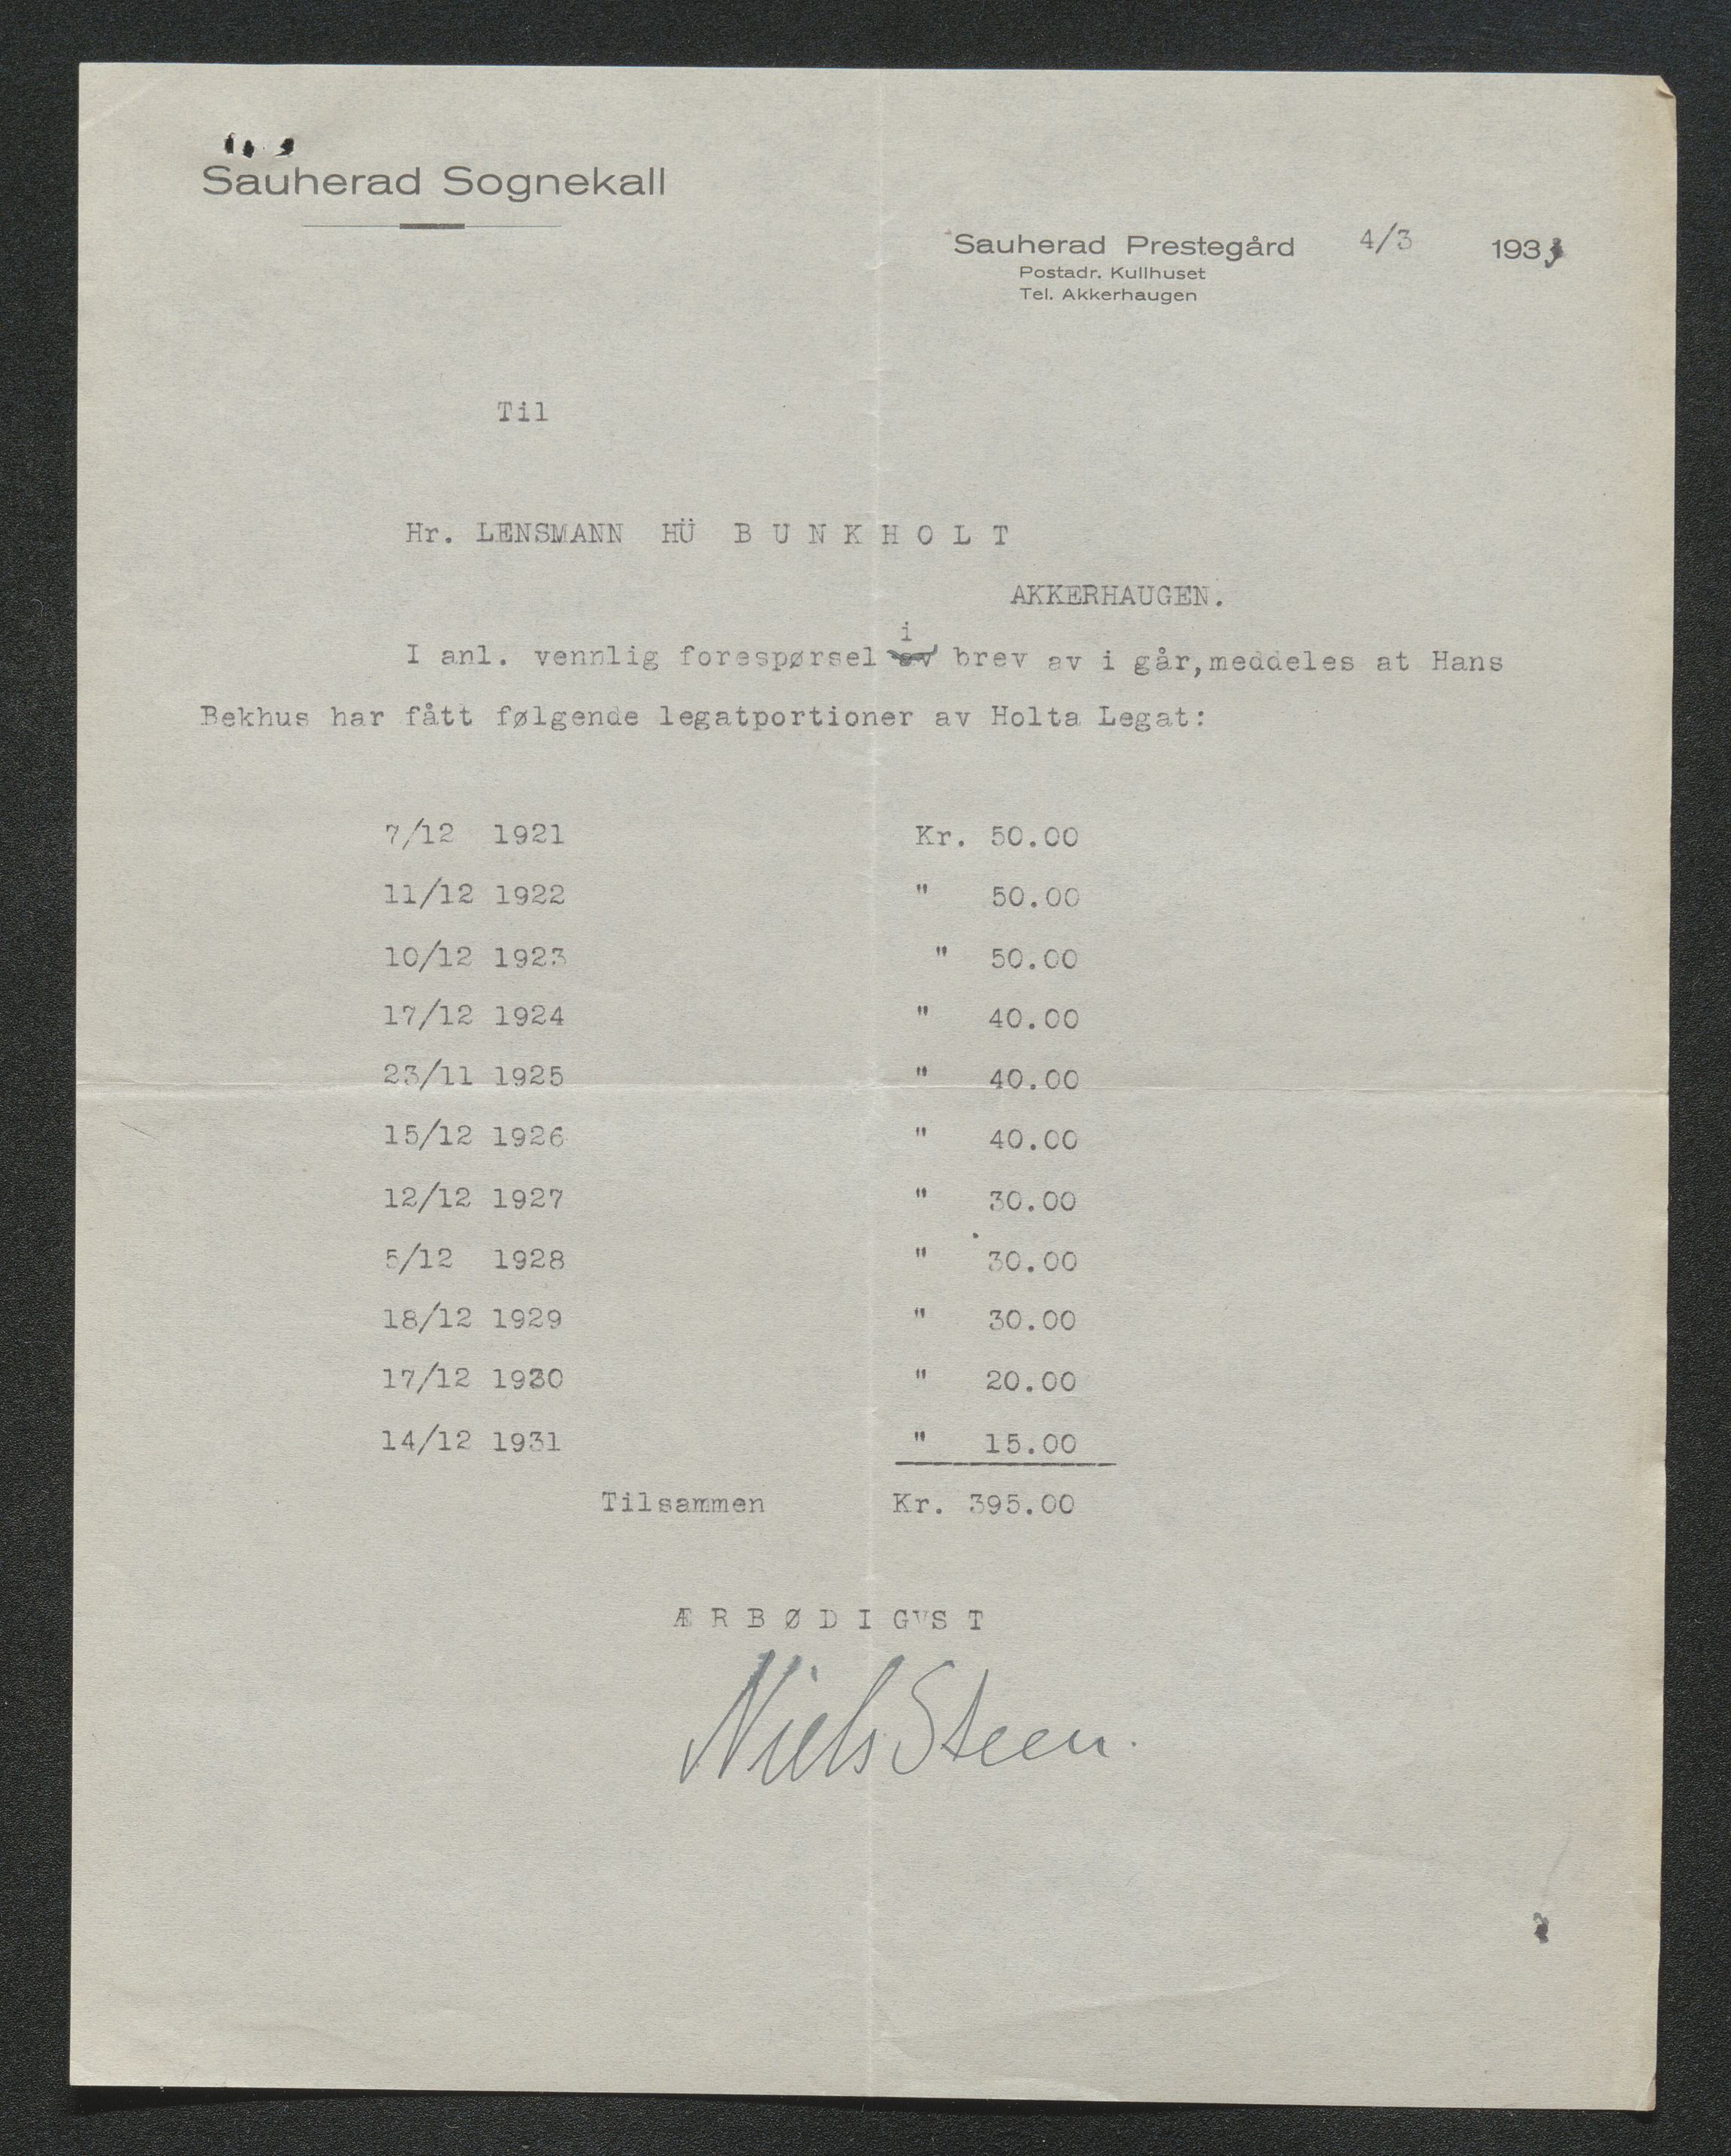 Sauherad Sognekall
Sauherad Prestegård 4/3 1933
Postadr. Kullhuset
Tel. Akkerhaugen
Til
Hr. LENSMANN HÜ B U N K H O L T
AKKERHAUGEN.
i
I anl. vennlig forespørsel av brev av i går,meddeles at Hans
Bekhus har fått følgende legatportioner av Holta Legat:
7/12 1921 Kr. 50.00
11/12 1922 " 50.00
10/12 1923 " 50.00
17/12 1924 " 40.00
23/11 1925 " 40.00
15/12 1926 " 40.00
12/12 1927 " 30.00
5/12 1928 " 30.00
18/12 1929 " 30.00
17/12 1930 " 20.00
14/12 1931 " 15.00
Tilsammen Kr. 395.00
Æ R B Ø D I G S T
Niels Steen.